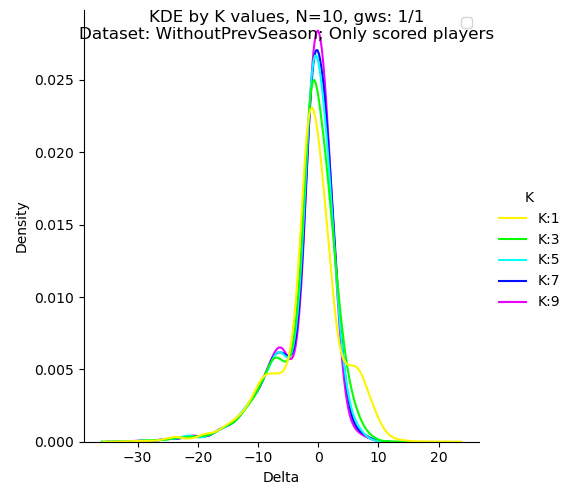 KDE by K values, N=10, gws: 1/1
Dataset: WithoutPrevSeason, Only scored players
0.025
0.020
0.015
0.010
0.005
0.000
Density
−30
−20
−10
0
10
20
Delta
K
K:1
K:3
K:5
K:7
K:9